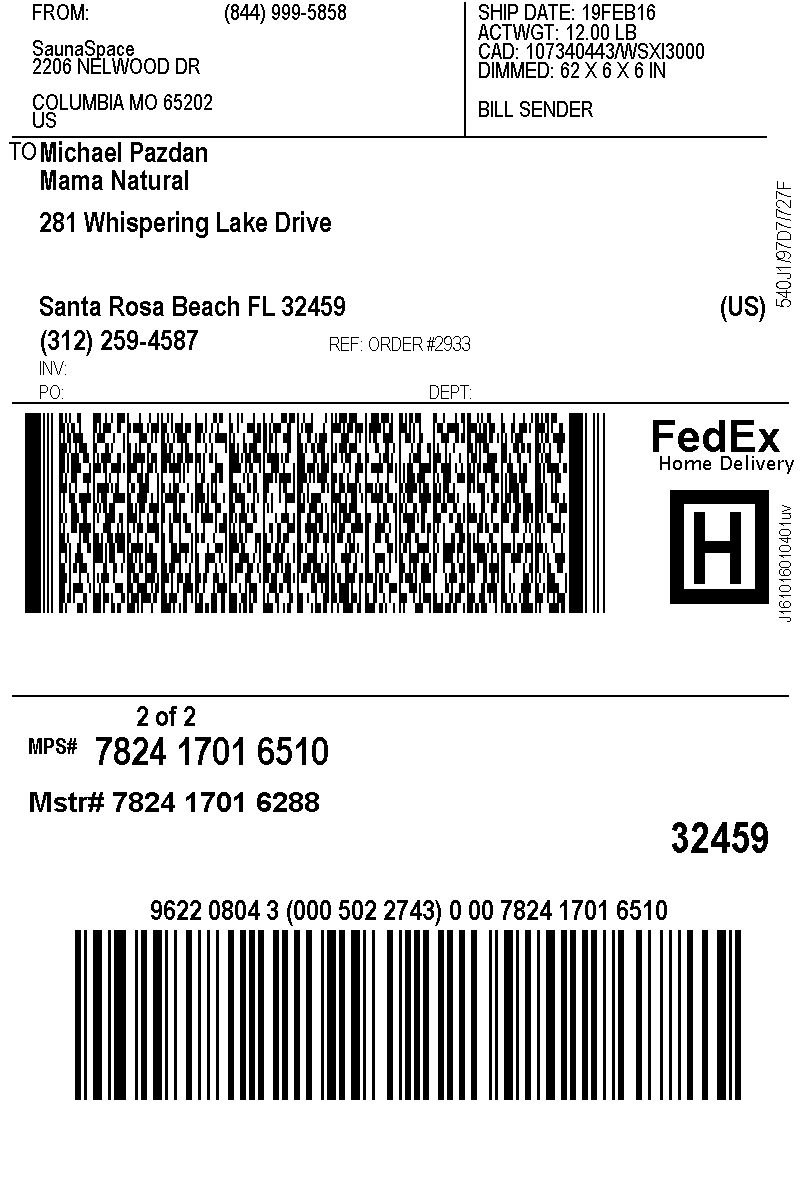 FROM: (844) 999-5858
SaunaSpace
2206 NELWOOD DR
COLUMBIA MO 65202
US
SHIP DATE: 19FEB16
ACTWGT: 12.00 LB
CAD: 107340443/WSXI3000
DIMMED: 62 X 6 X 6 IN
BILL SENDER
TO Michael Pazdan
Mama Natural
281 Whispering Lake Drive
Santa Rosa Beach FL 32459 (US)
(312) 259-4587 REF: ORDER #2933
INV:
PO: DEPT:
540J1/97D7/727F
FedEx
Home Delivery
H
J161016010401uv
2 of 2
MPS# 7824 1701 6510
Mstr# 7824 1701 6288
32459
9622 0804 3 (000 502 2743) 0 00 7824 1701 6510